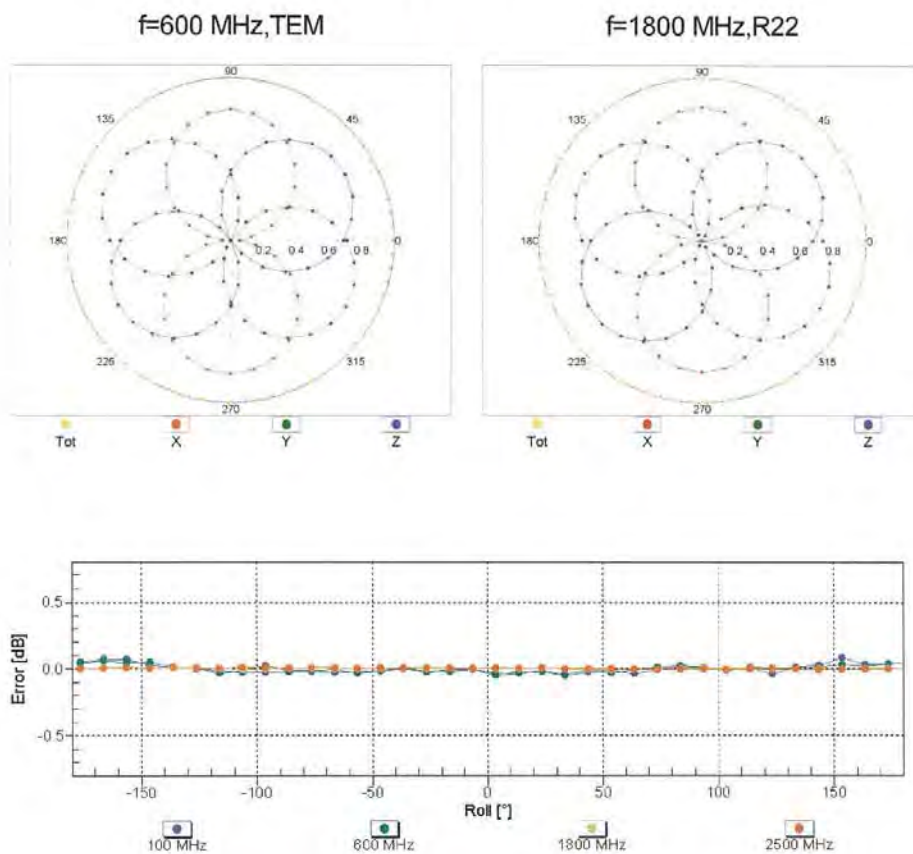 f=600 MHz,TEM
f=1800 MHz,R22
90
90
135
45
135
45
180
0.2 0.4 0.6 0.8
0
180
0.2 0.4 0.6 0.8
0
225
315
225
315
270
270
Tot X Y Z
Tot X Y Z
Error [dB]
0.5
0.0
-0.5
-150 -100 -50 0 50 100 150
Roll [°]
100 MHz
600 MHz
1800 MHz
2500 MHz